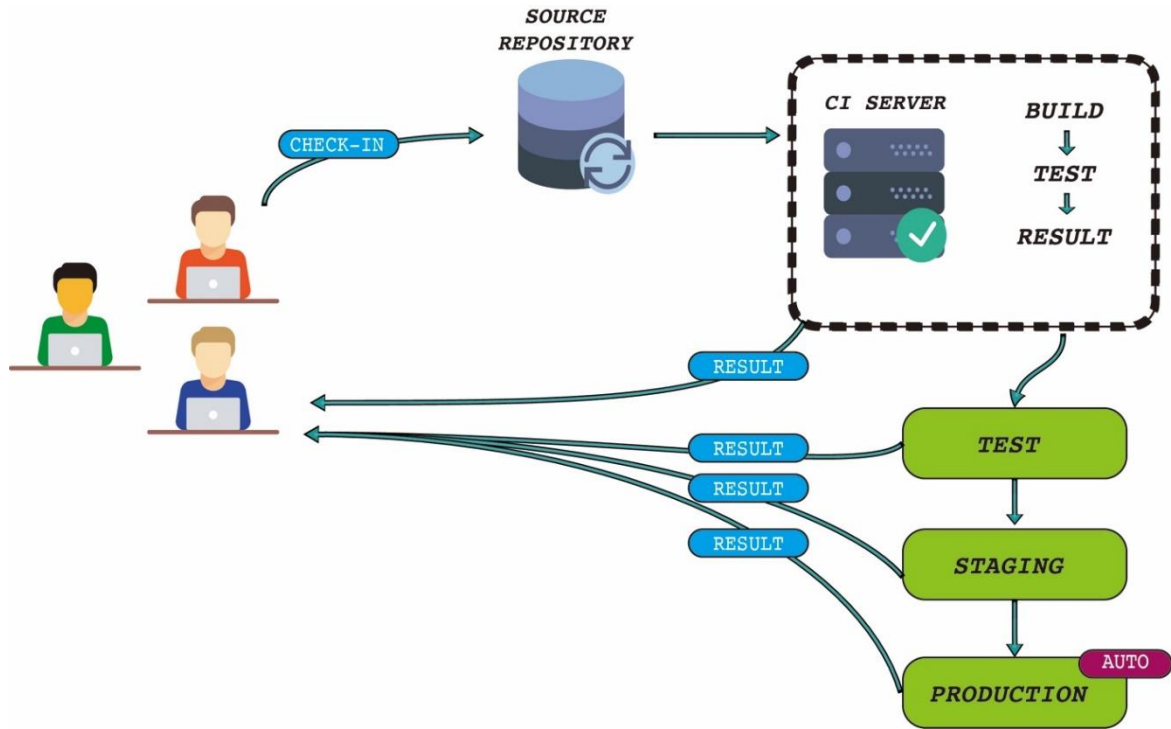 SOURCE
REPOSITORY
CHECK-IN
CI SERVER
BUILD
TEST
RESULT
RESULT
TEST
RESULT
RESULT
STAGING
RESULT
AUTO
PRODUCTION